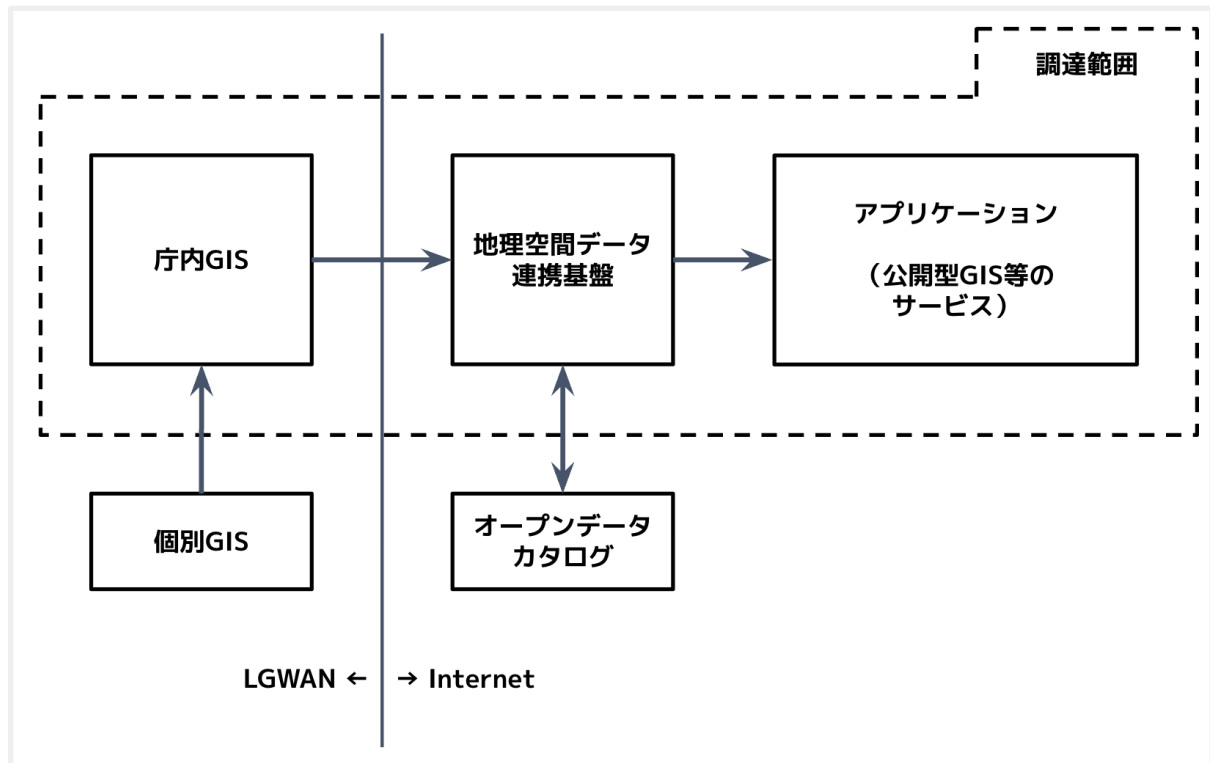 調達範囲
庁内GIS
地理空間データ
連携基盤
アプリケーション
（公開型GIS等の
サービス）
個別GIS
オープンデータ
カタログ
LGWAN ← → Internet